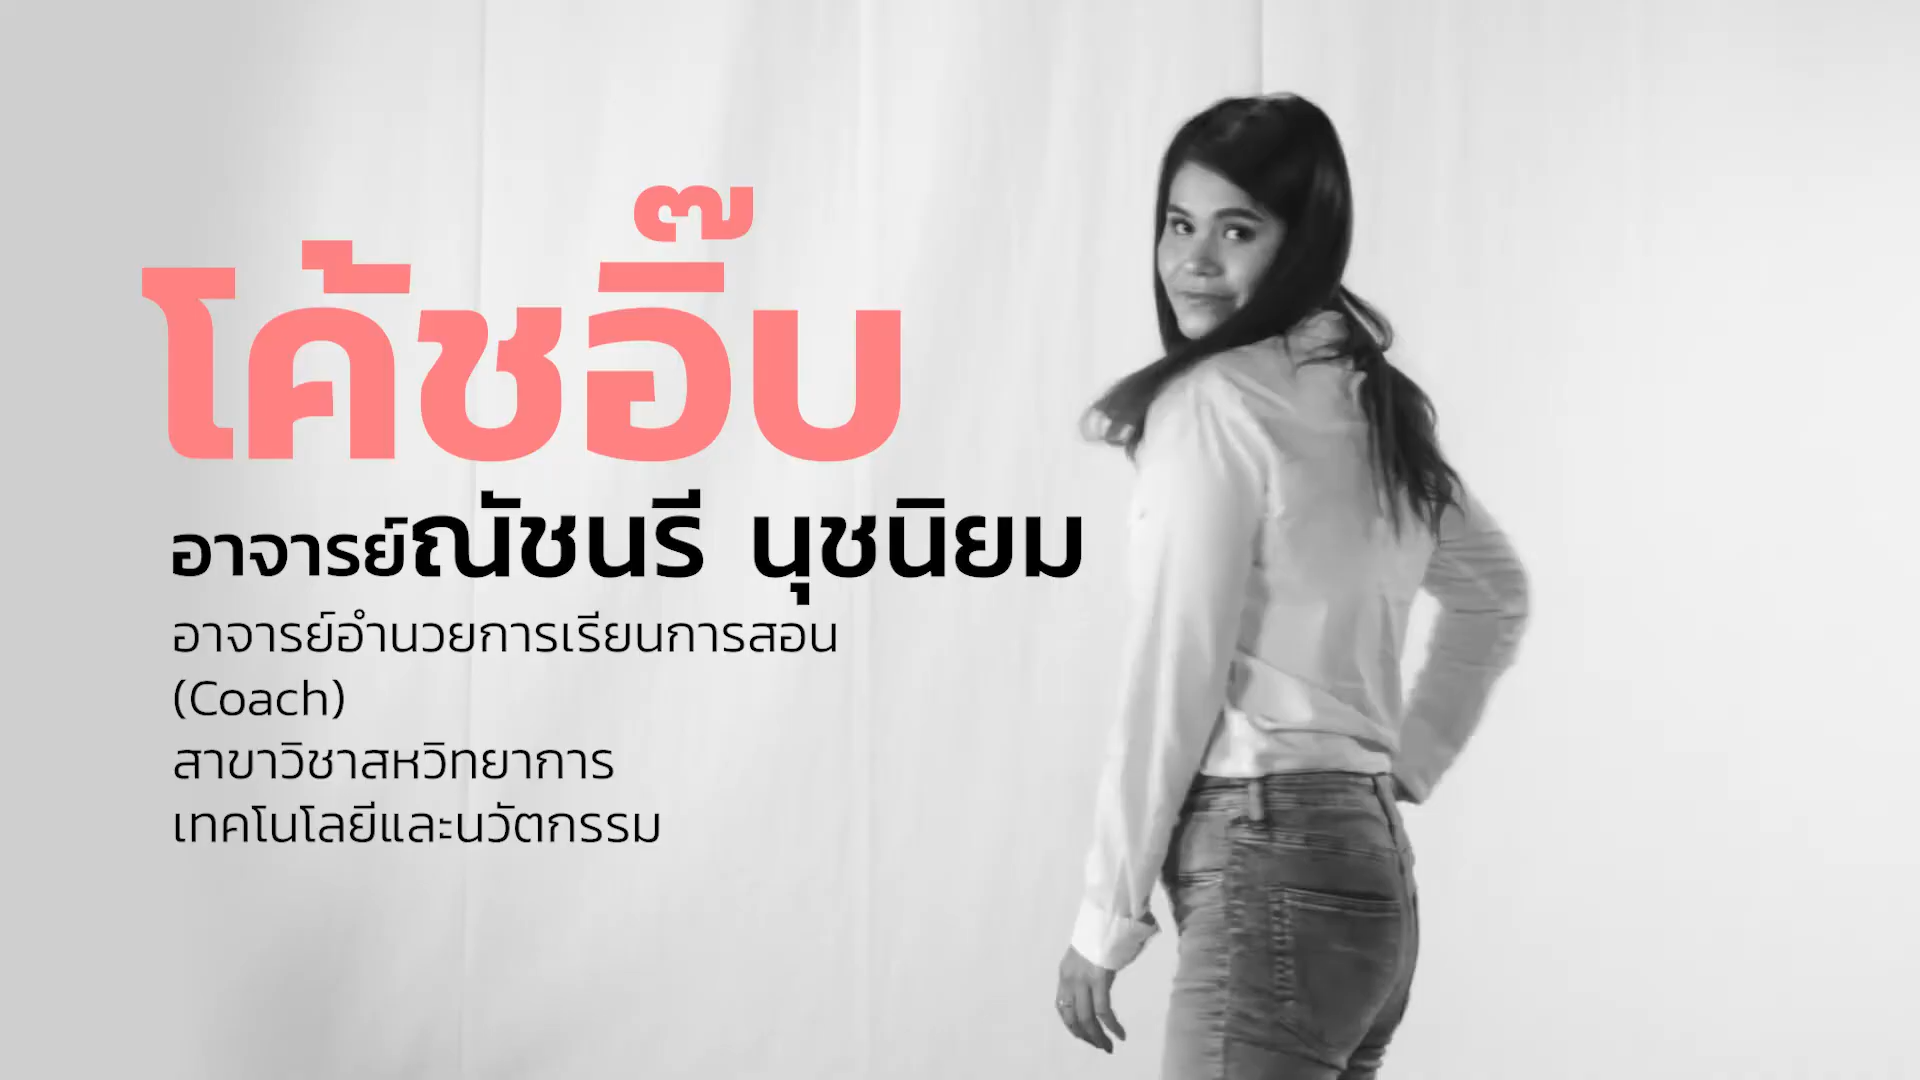 โค้ชอิ๊บ
อาจารย์ณัชนรี นุชนิยม
อาจารย์อำนวยการเรียนการสอน
(Coach)
สาขาวิชาสหวิทยาการ
เทคโนโลยีและนวัตกรรม